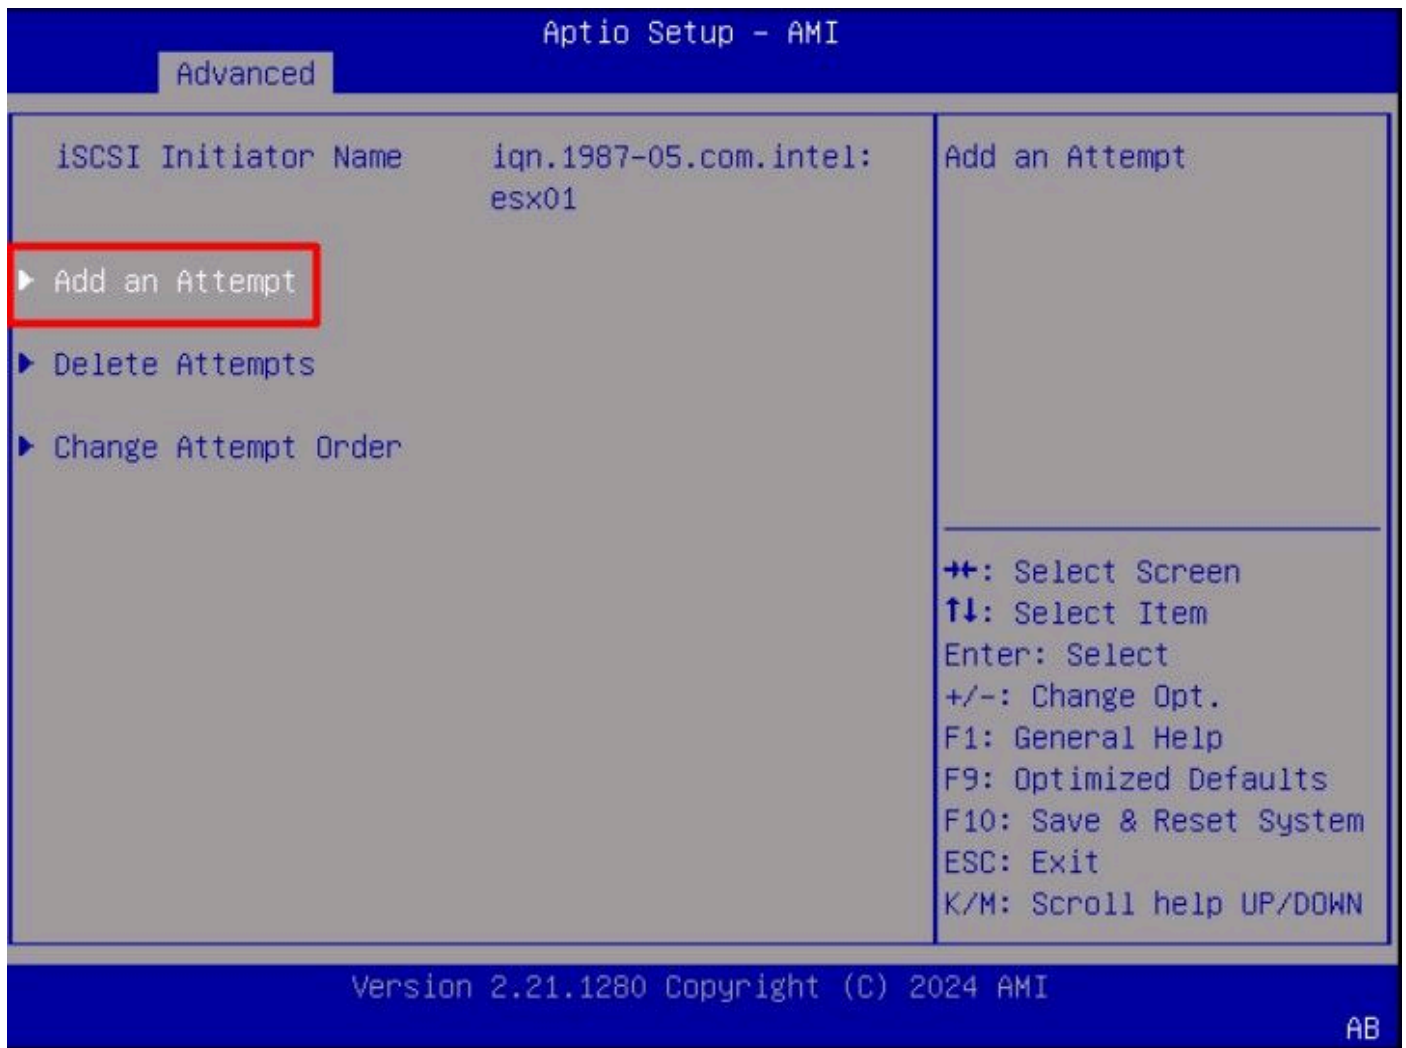 Aptio Setup – AMI
Advanced
iSCSI Initiator Name iqn.1987-05.com.intel:
esx01
Add an Attempt
Delete Attempts
Change Attempt Order
Add an Attempt
→←: Select Screen
↑↓: Select Item
Enter: Select
+/-: Change Opt.
F1: General Help
F9: Optimized Defaults
F10: Save & Reset System
ESC: Exit
K/M: Scroll help UP/DOWN
Version 2.21.1280 Copyright (C) 2024 AMI
AB